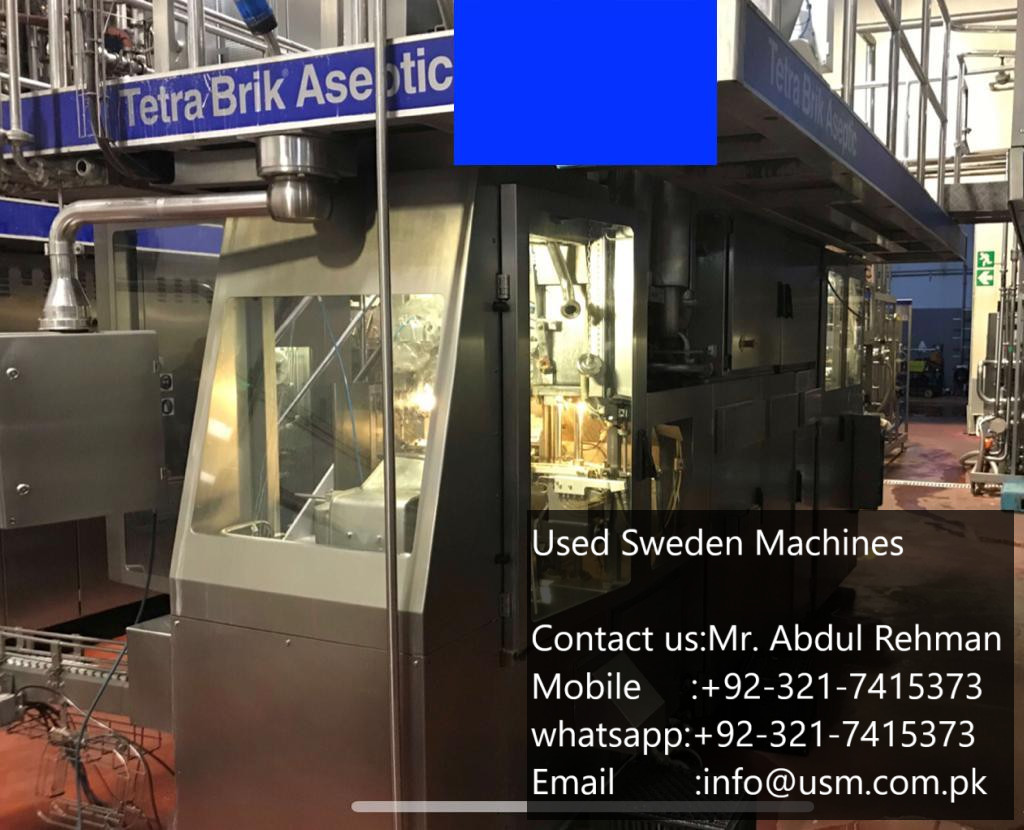 Tetra Brik Aseptic
Tetra Brik Aseptic
Used Sweden Machines
Contact us:Mr. Abdul Rehman
Mobile :+92-321-7415373
whatsapp:+92-321-7415373
Email :info@usm.com.pk